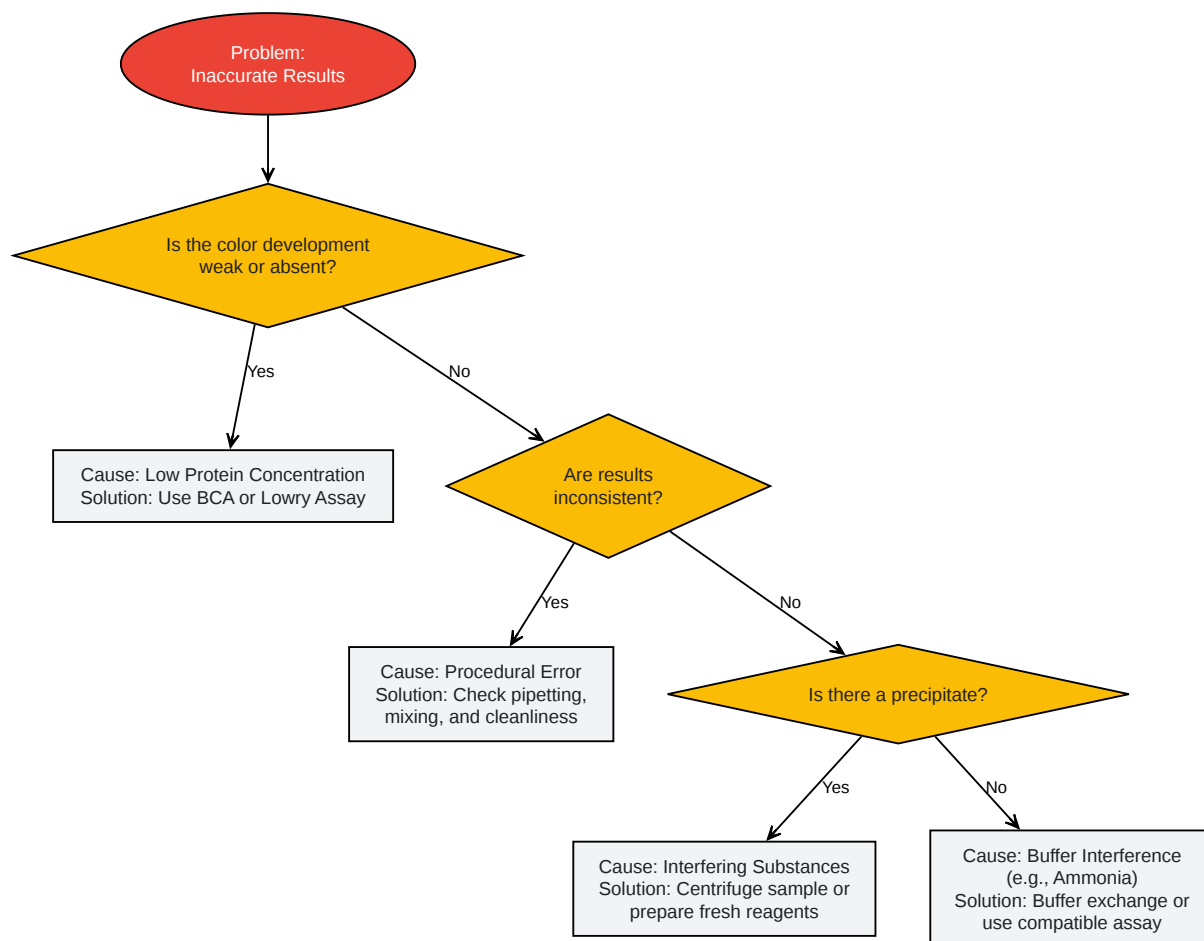 Problem:
Inaccurate Results
Is the color development
weak or absent?
Yes
No
Cause: Low Protein Concentration
Solution: Use BCA or Lowry Assay
Are results
inconsistent?
Yes
No
Cause: Procedural Error
Solution: Check pipetting,
mixing, and cleanliness
Is there a precipitate?
Yes
No
Cause: Interfering Substances
Solution: Centrifuge sample or
prepare fresh reagents
Cause: Buffer Interference
(e.g., Ammonia)
Solution: Buffer exchange or
use compatible assay